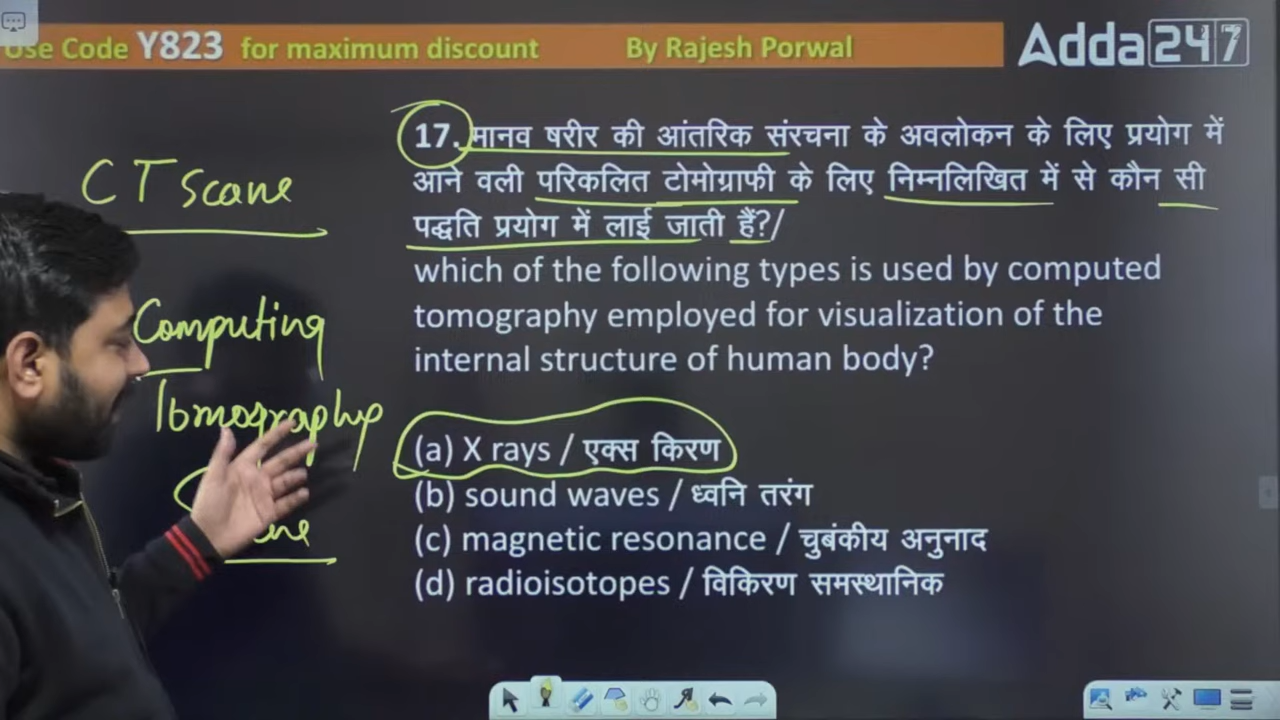 Use Code Y823 for maximum discount By Rajesh Porwal
Adda247
CT Scane
Computing
Tomography
17. मानव षरीर की आंतरिक संरचना के अवलोकन के लिए प्रयोग में
आने वली परिकलित टोमोग्राफी के लिए निम्नलिखित में से कौन सी
पद्धति प्रयोग में लाई जाती हैं?/
which of the following types is used by computed
tomography employed for visualization of the
internal structure of human body?
(a) X rays / एक्स किरण
(b) sound waves / ध्वनि तरंग
(c) magnetic resonance / चुबंकीय अनुनाद
(d) radioisotopes / विकिरण समस्थानिक